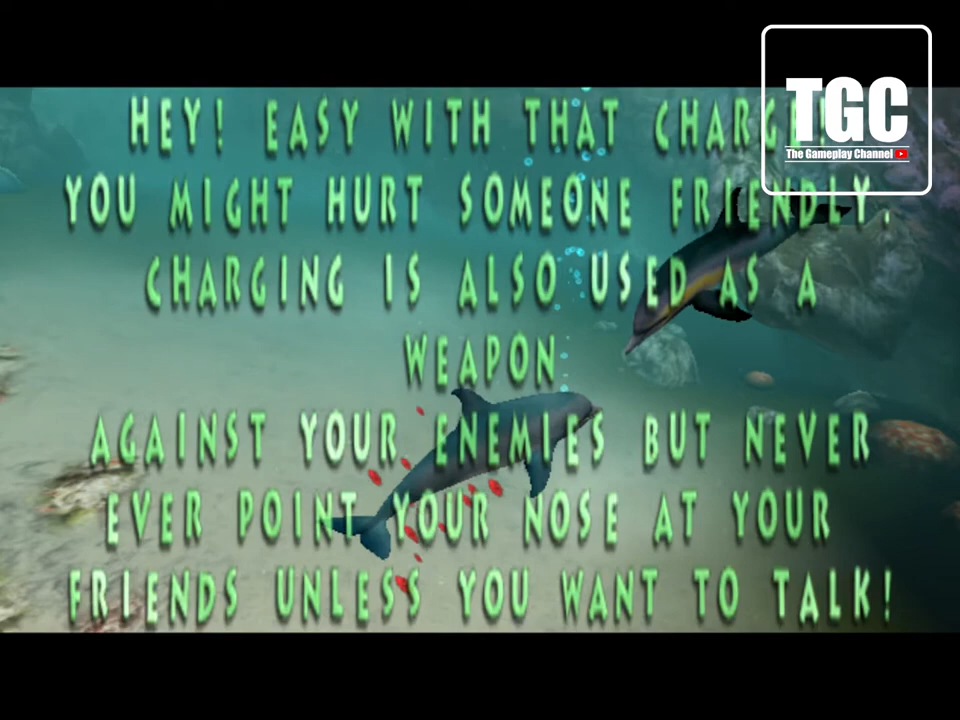 TGC
The Gameplay Channel
HEY! EASY WITH THAT CHARGE!
YOU MIGHT HURT SOMEONE FRIENDLY.
CHARGING IS ALSO USED AS A
WEAPON
AGAINST YOUR ENEMIES BUT NEVER
EVER POINT YOUR NOSE AT YOUR
FRIENDS UNLESS YOU WANT TO TALK!